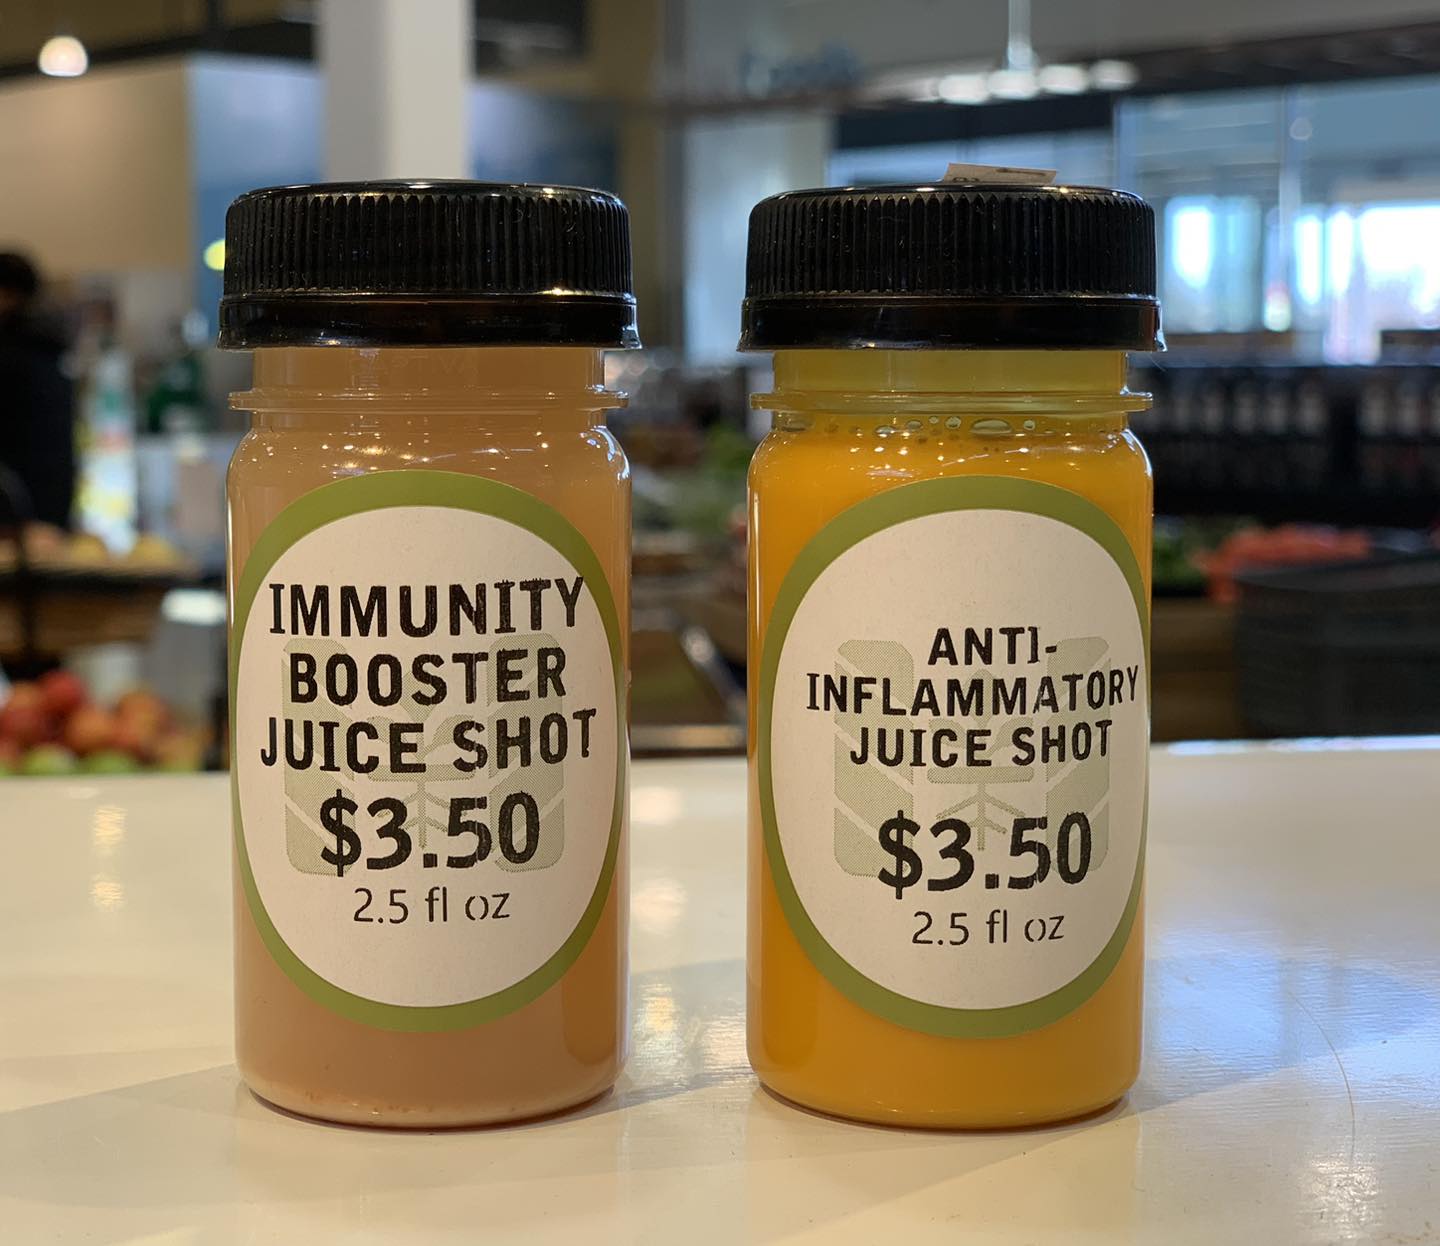 IMMUNITY
BOOSTER
JUICE SHOT
$3.50
2.5 fl oz
ANTI-
INFLAMMATORY
JUICE SHOT
$3.50
2.5 fl oz